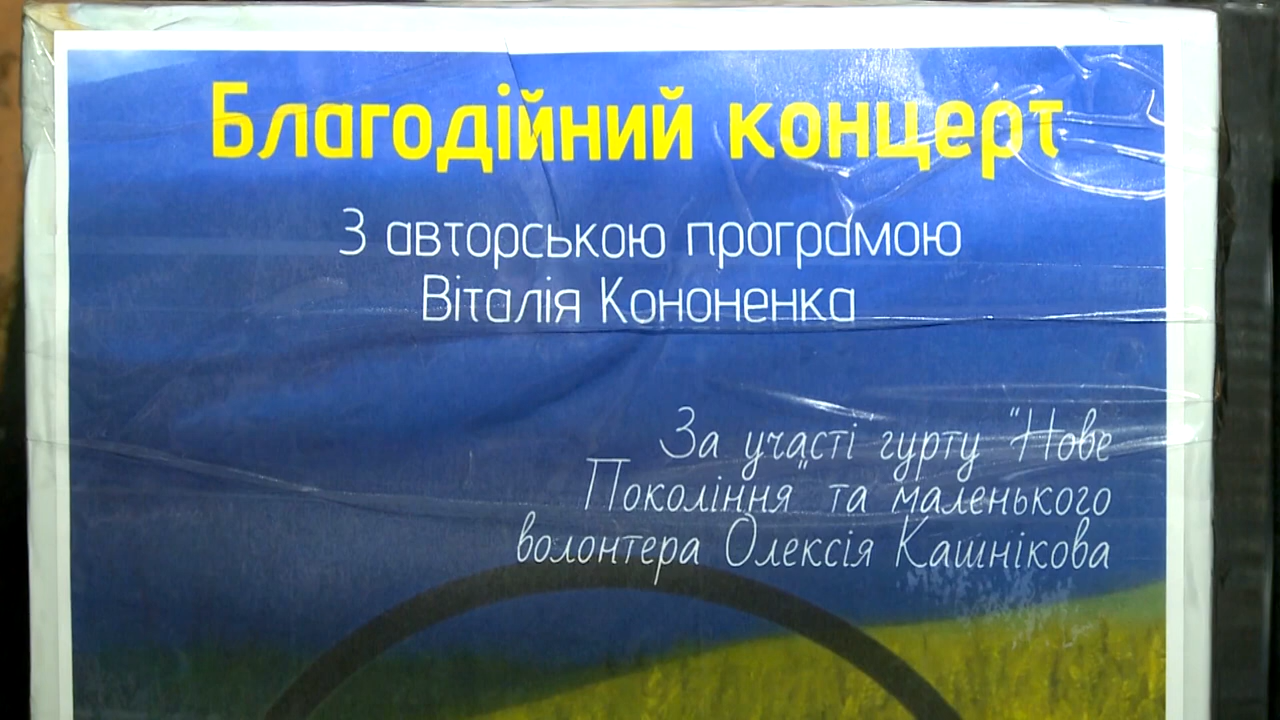 Благодійний концерт
З авторською програмою
Віталія Кононенка
За участі гурту "Нове
Покоління" та маленького
волонтера Олексія Кашнікова